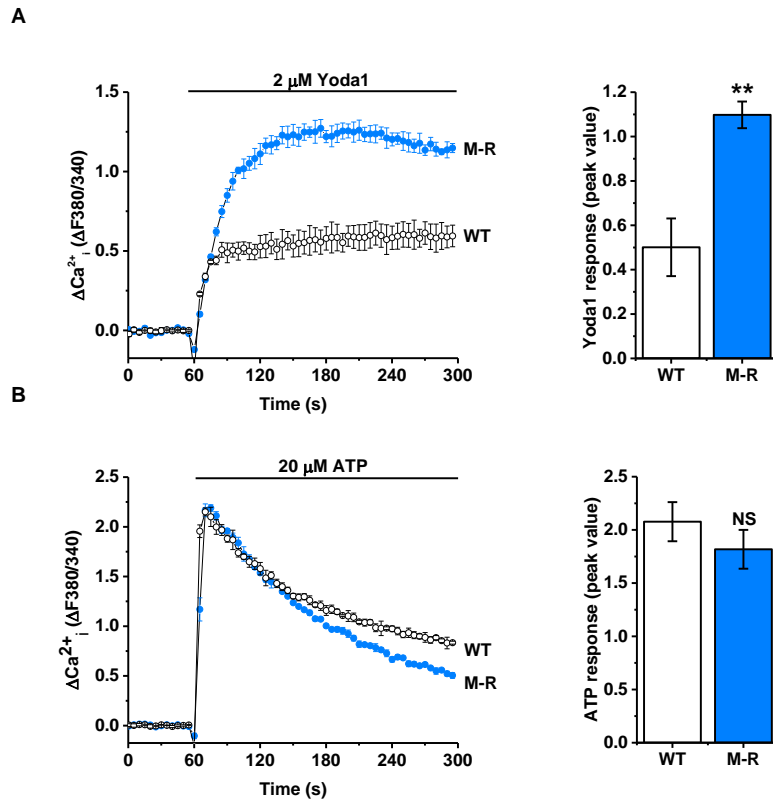 A
2 μM Yoda1
1.5
1.0
0.5
0.0
ΔCa²⁺ᵢ (ΔF380/340)
M-R
WT
0 60 120 180 240 300
Time (s)
1.2
1.0
0.8
0.6
0.4
0.2
0.0
Yoda1 response (peak value)
**
WT M-R
B
20 μM ATP
2.5
2.0
1.5
1.0
0.5
0.0
ΔCa²⁺ᵢ (ΔF380/340)
WT
M-R
0 60 120 180 240 300
Time (s)
2.5
2.0
1.5
1.0
0.5
0.0
ATP response (peak value)
NS
WT M-R